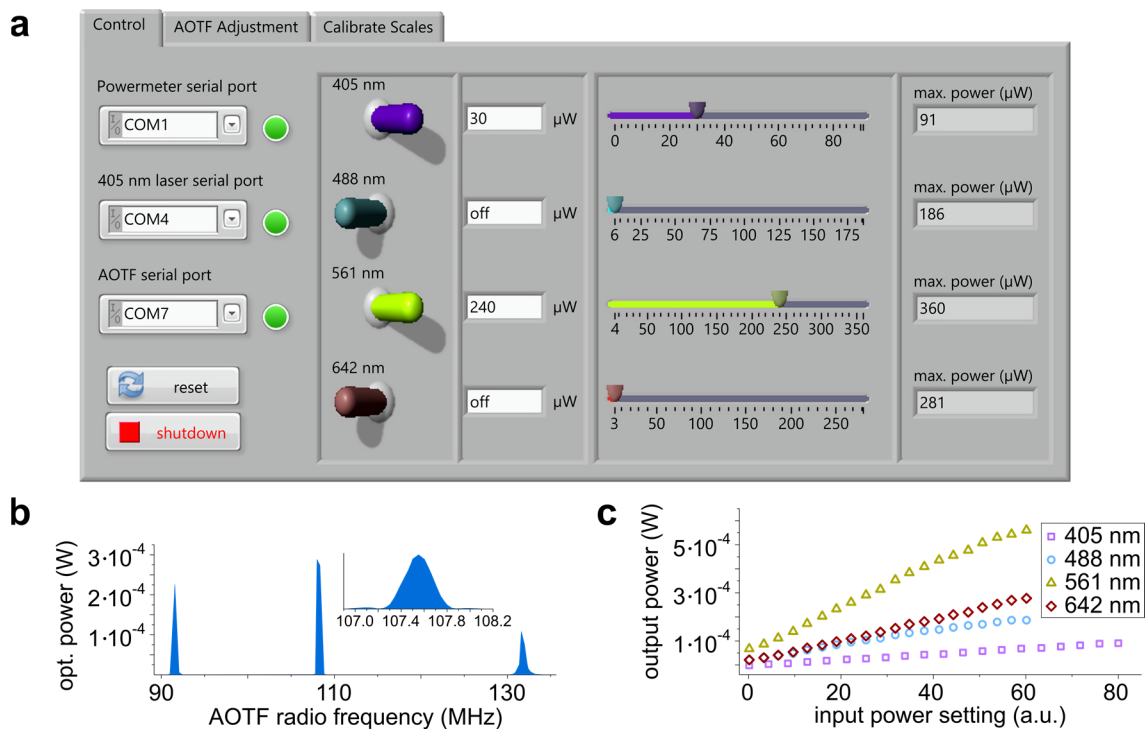 a
Control AOTF Adjustment Calibrate Scales
Powermeter serial port
I/O COM1
405 nm laser serial port
I/O COM4
AOTF serial port
I/O COM7
reset
shutdown
405 nm
30 µW
0 20 40 60 80
max. power (µW)
91
488 nm
off µW
6 25 50 75 100 125 150 175
max. power (µW)
186
561 nm
240 µW
4 50 100 150 200 250 300 350
max. power (µW)
360
642 nm
off µW
3 50 100 150 200 250
max. power (µW)
281
b
opt. power (W)
3·10⁻⁴
2·10⁻⁴
1·10⁻⁴
107.0 107.4 107.8 108.2
90 110 130
AOTF radio frequency (MHz)
c
output power (W)
5·10⁻⁴
3·10⁻⁴
1·10⁻⁴
405 nm
488 nm
561 nm
642 nm
0 20 40 60 80
input power setting (a.u.)